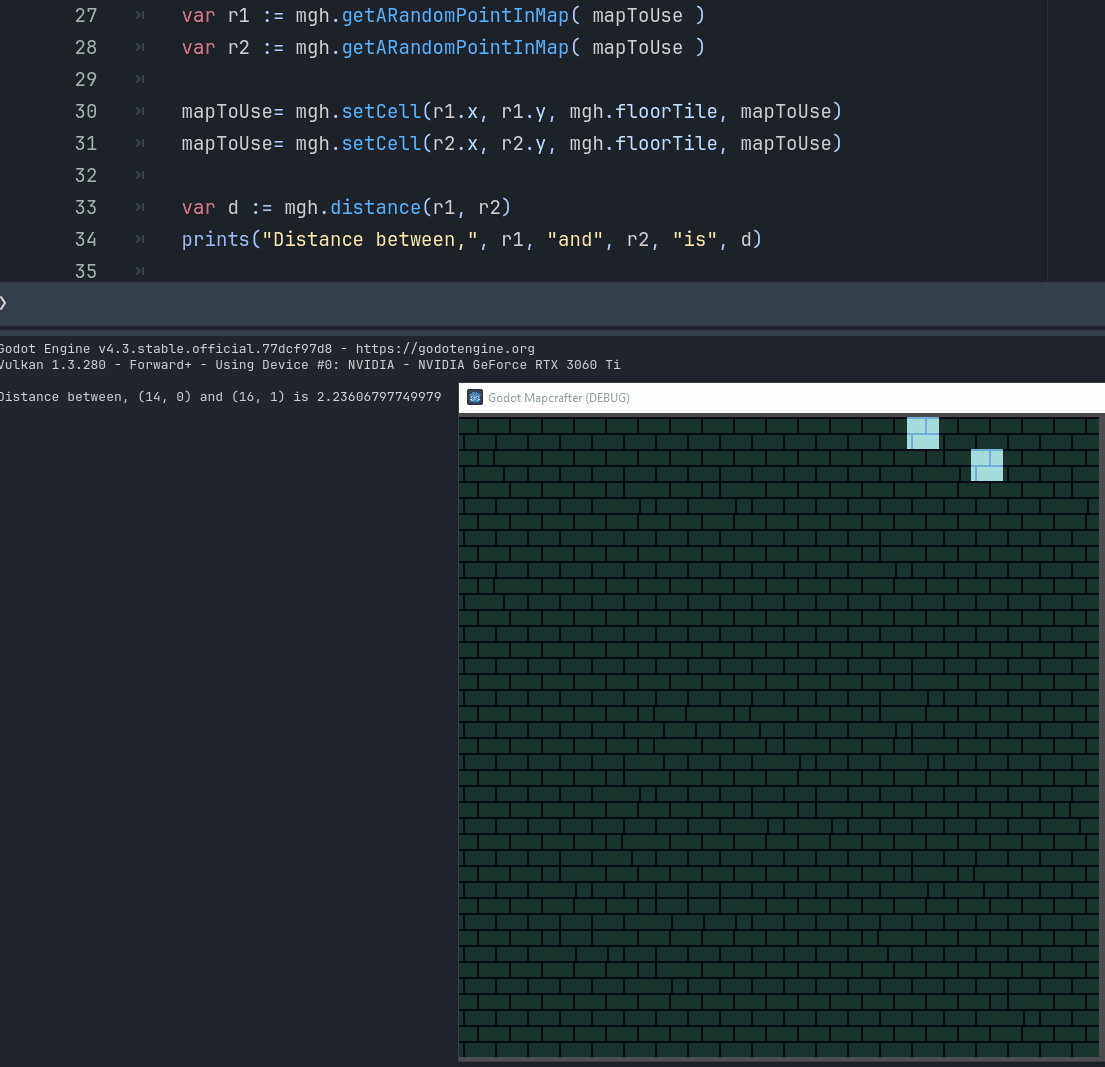 27 var r1 := mgh.getARandomPointInMap( mapToUse )
28 var r2 := mgh.getARandomPointInMap( mapToUse )
29
30 mapToUse= mgh.setCell(r1.x, r1.y, mgh.floorTile, mapToUse)
31 mapToUse= mgh.setCell(r2.x, r2.y, mgh.floorTile, mapToUse)
32
33 var d := mgh.distance(r1, r2)
34 prints("Distance between,", r1, "and", r2, "is", d)
35
Godot Engine v4.3.stable.official.77dcf97d8 - https://godotengine.org
Vulkan 1.3.280 - Forward+ - Using Device #0: NVIDIA - NVIDIA GeForce RTX 3060 Ti
Distance between, (14, 0) and (16, 1) is 2.23606797749979
Godot Mapcrafter (DEBUG)